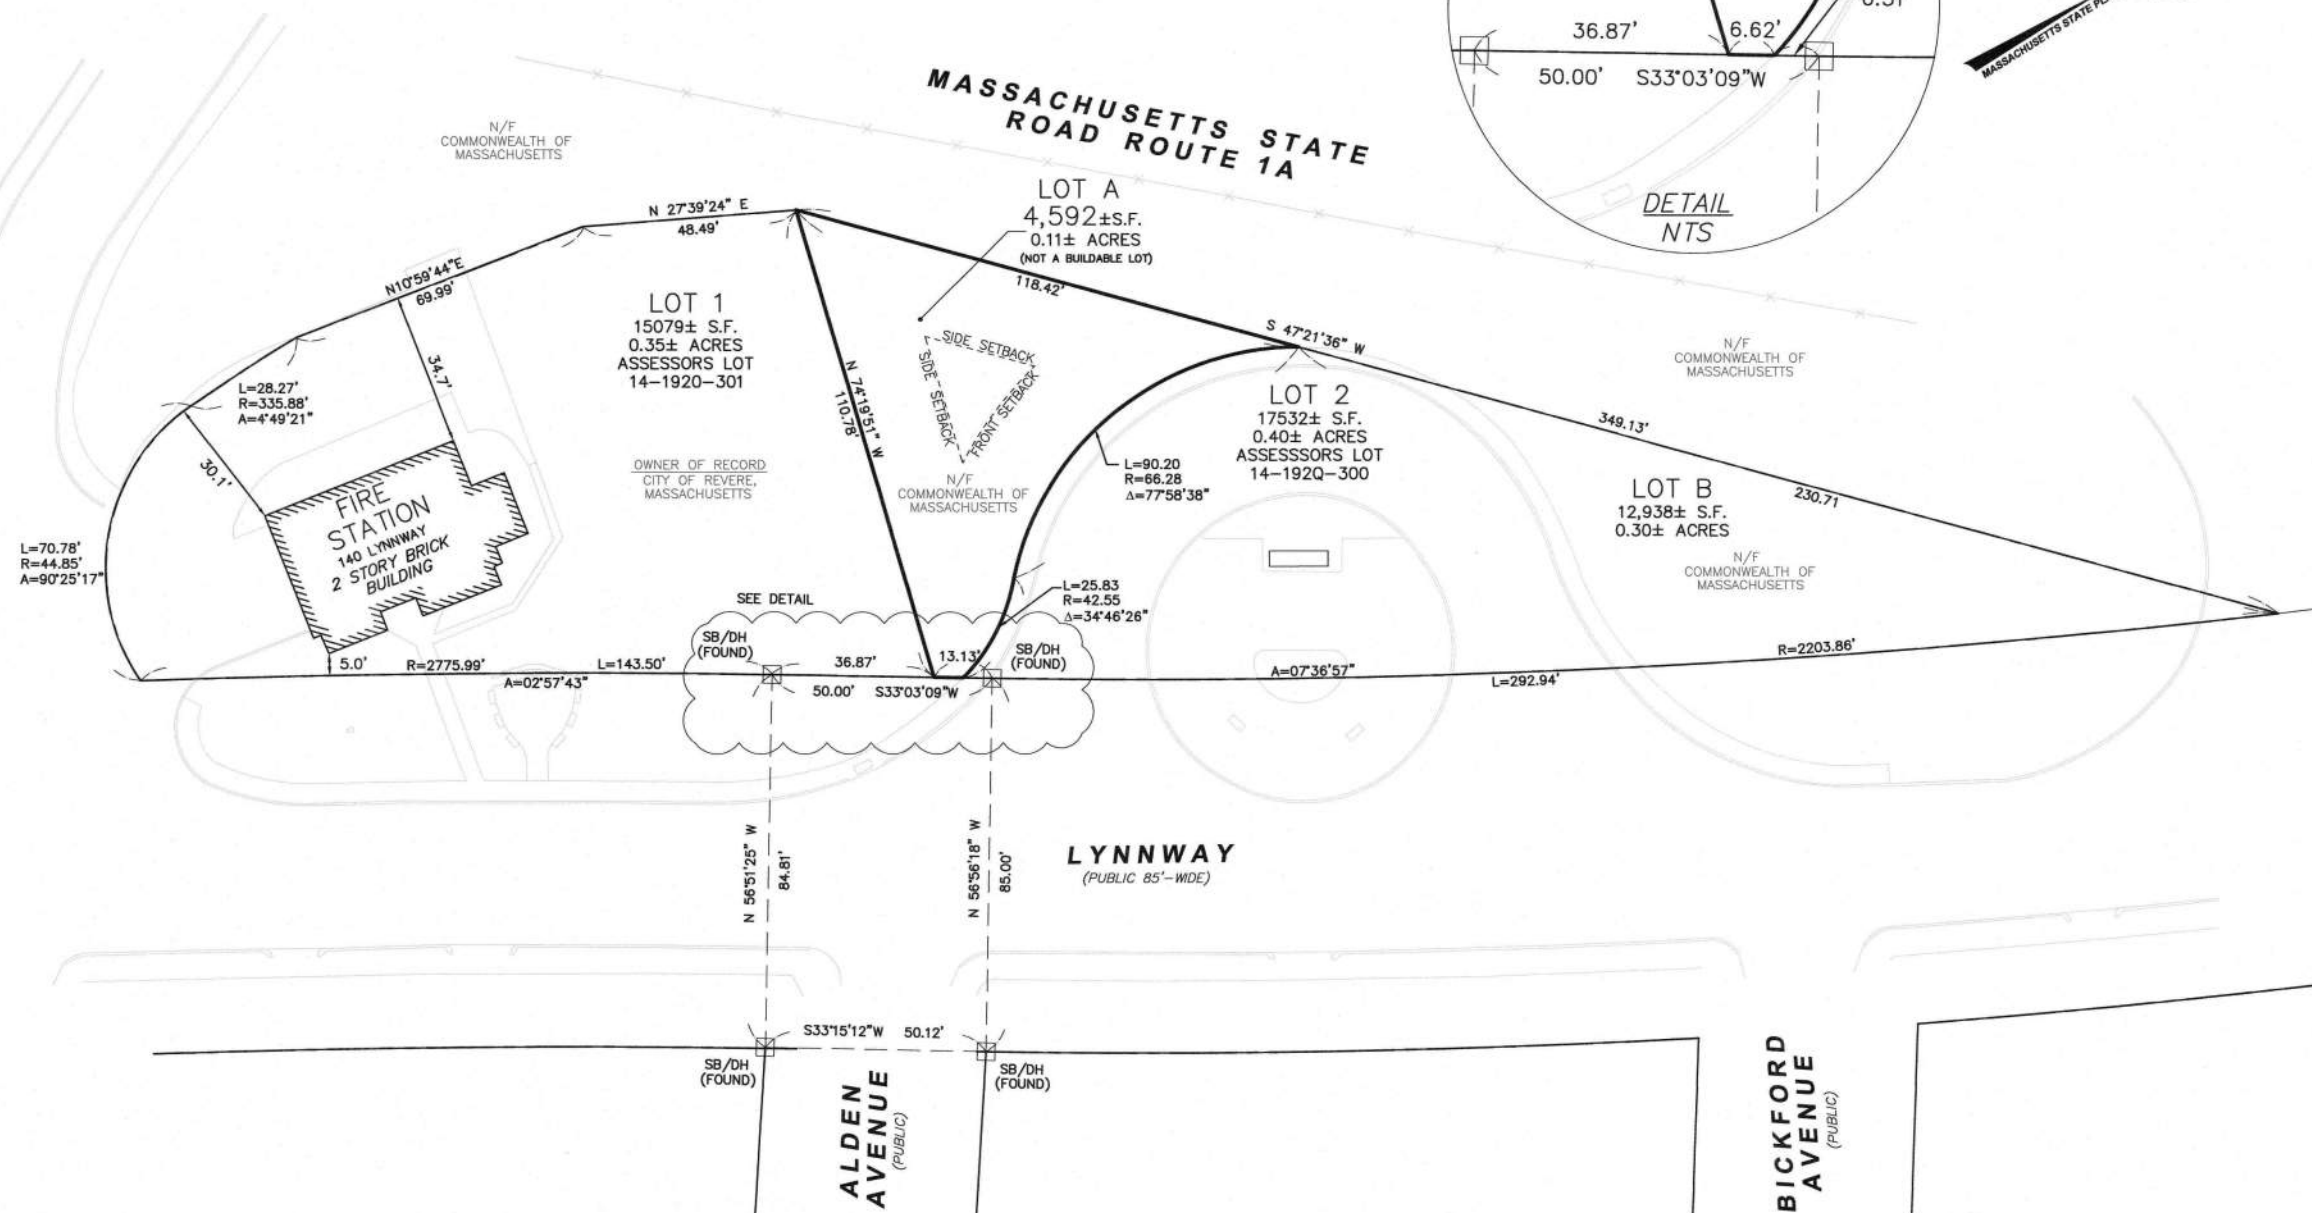 36.87'
6.62'
50.00'
S33°03'09"W
DETAIL
NTS
MASSACHUSETTS STATE
MASSACHUSETTS STATE
ROAD ROUTE 1A
N/F
COMMONWEALTH OF
MASSACHUSETTS
LOT A
4,592±S.F.
0.11± ACRES
(NOT A BUILDABLE LOT)
N 27°39'24" E
48.49'
N10°59'44"E
69.99'
118.42'
S 47°21'36" W
349.13'
230.71
LOT 1
15079± S.F.
0.35± ACRES
ASSESSORS LOT
14-1920-301
OWNER OF RECORD
CITY OF REVERE,
MASSACHUSETTS
N 74°19'51" W
110.78'
SIDE SETBACK
SIDE SETBACK
FRONT SETBACK
N/F
COMMONWEALTH OF
MASSACHUSETTS
34.7'
L=28.27'
R=335.88'
A=4°49'21"
30.1'
FIRE
STATION
140 LYNNWAY
2 STORY BRICK
BUILDING
L=70.78'
R=44.85'
A=90°25'17"
LOT 2
17532± S.F.
0.40± ACRES
ASSESSSORS LOT
14-192Q-300
L=90.20
R=66.28
Δ=77°58'38"
N/F
COMMONWEALTH OF
MASSACHUSETTS
LOT B
12,938± S.F.
0.30± ACRES
N/F
COMMONWEALTH OF
MASSACHUSETTS
L=25.83
R=42.55
Δ=34°46'26"
SEE DETAIL
SB/DH
(FOUND)
36.87'
13.13'
SB/DH
(FOUND)
50.00'
S33°03'09"W
5.0'
R=2775.99'
L=143.50'
A=02°57'43"
A=07°36'57"
L=292.94'
R=2203.86'
N 56°51'25" W
84.81'
N 56°56'18" W
85.00'
LYNNWAY
(PUBLIC 85'-WIDE)
S33°15'12"W
50.12'
SB/DH
(FOUND)
SB/DH
(FOUND)
ALDEN
AVENUE
(PUBLIC)
BICKFORD
AVENUE
(PUBLIC)